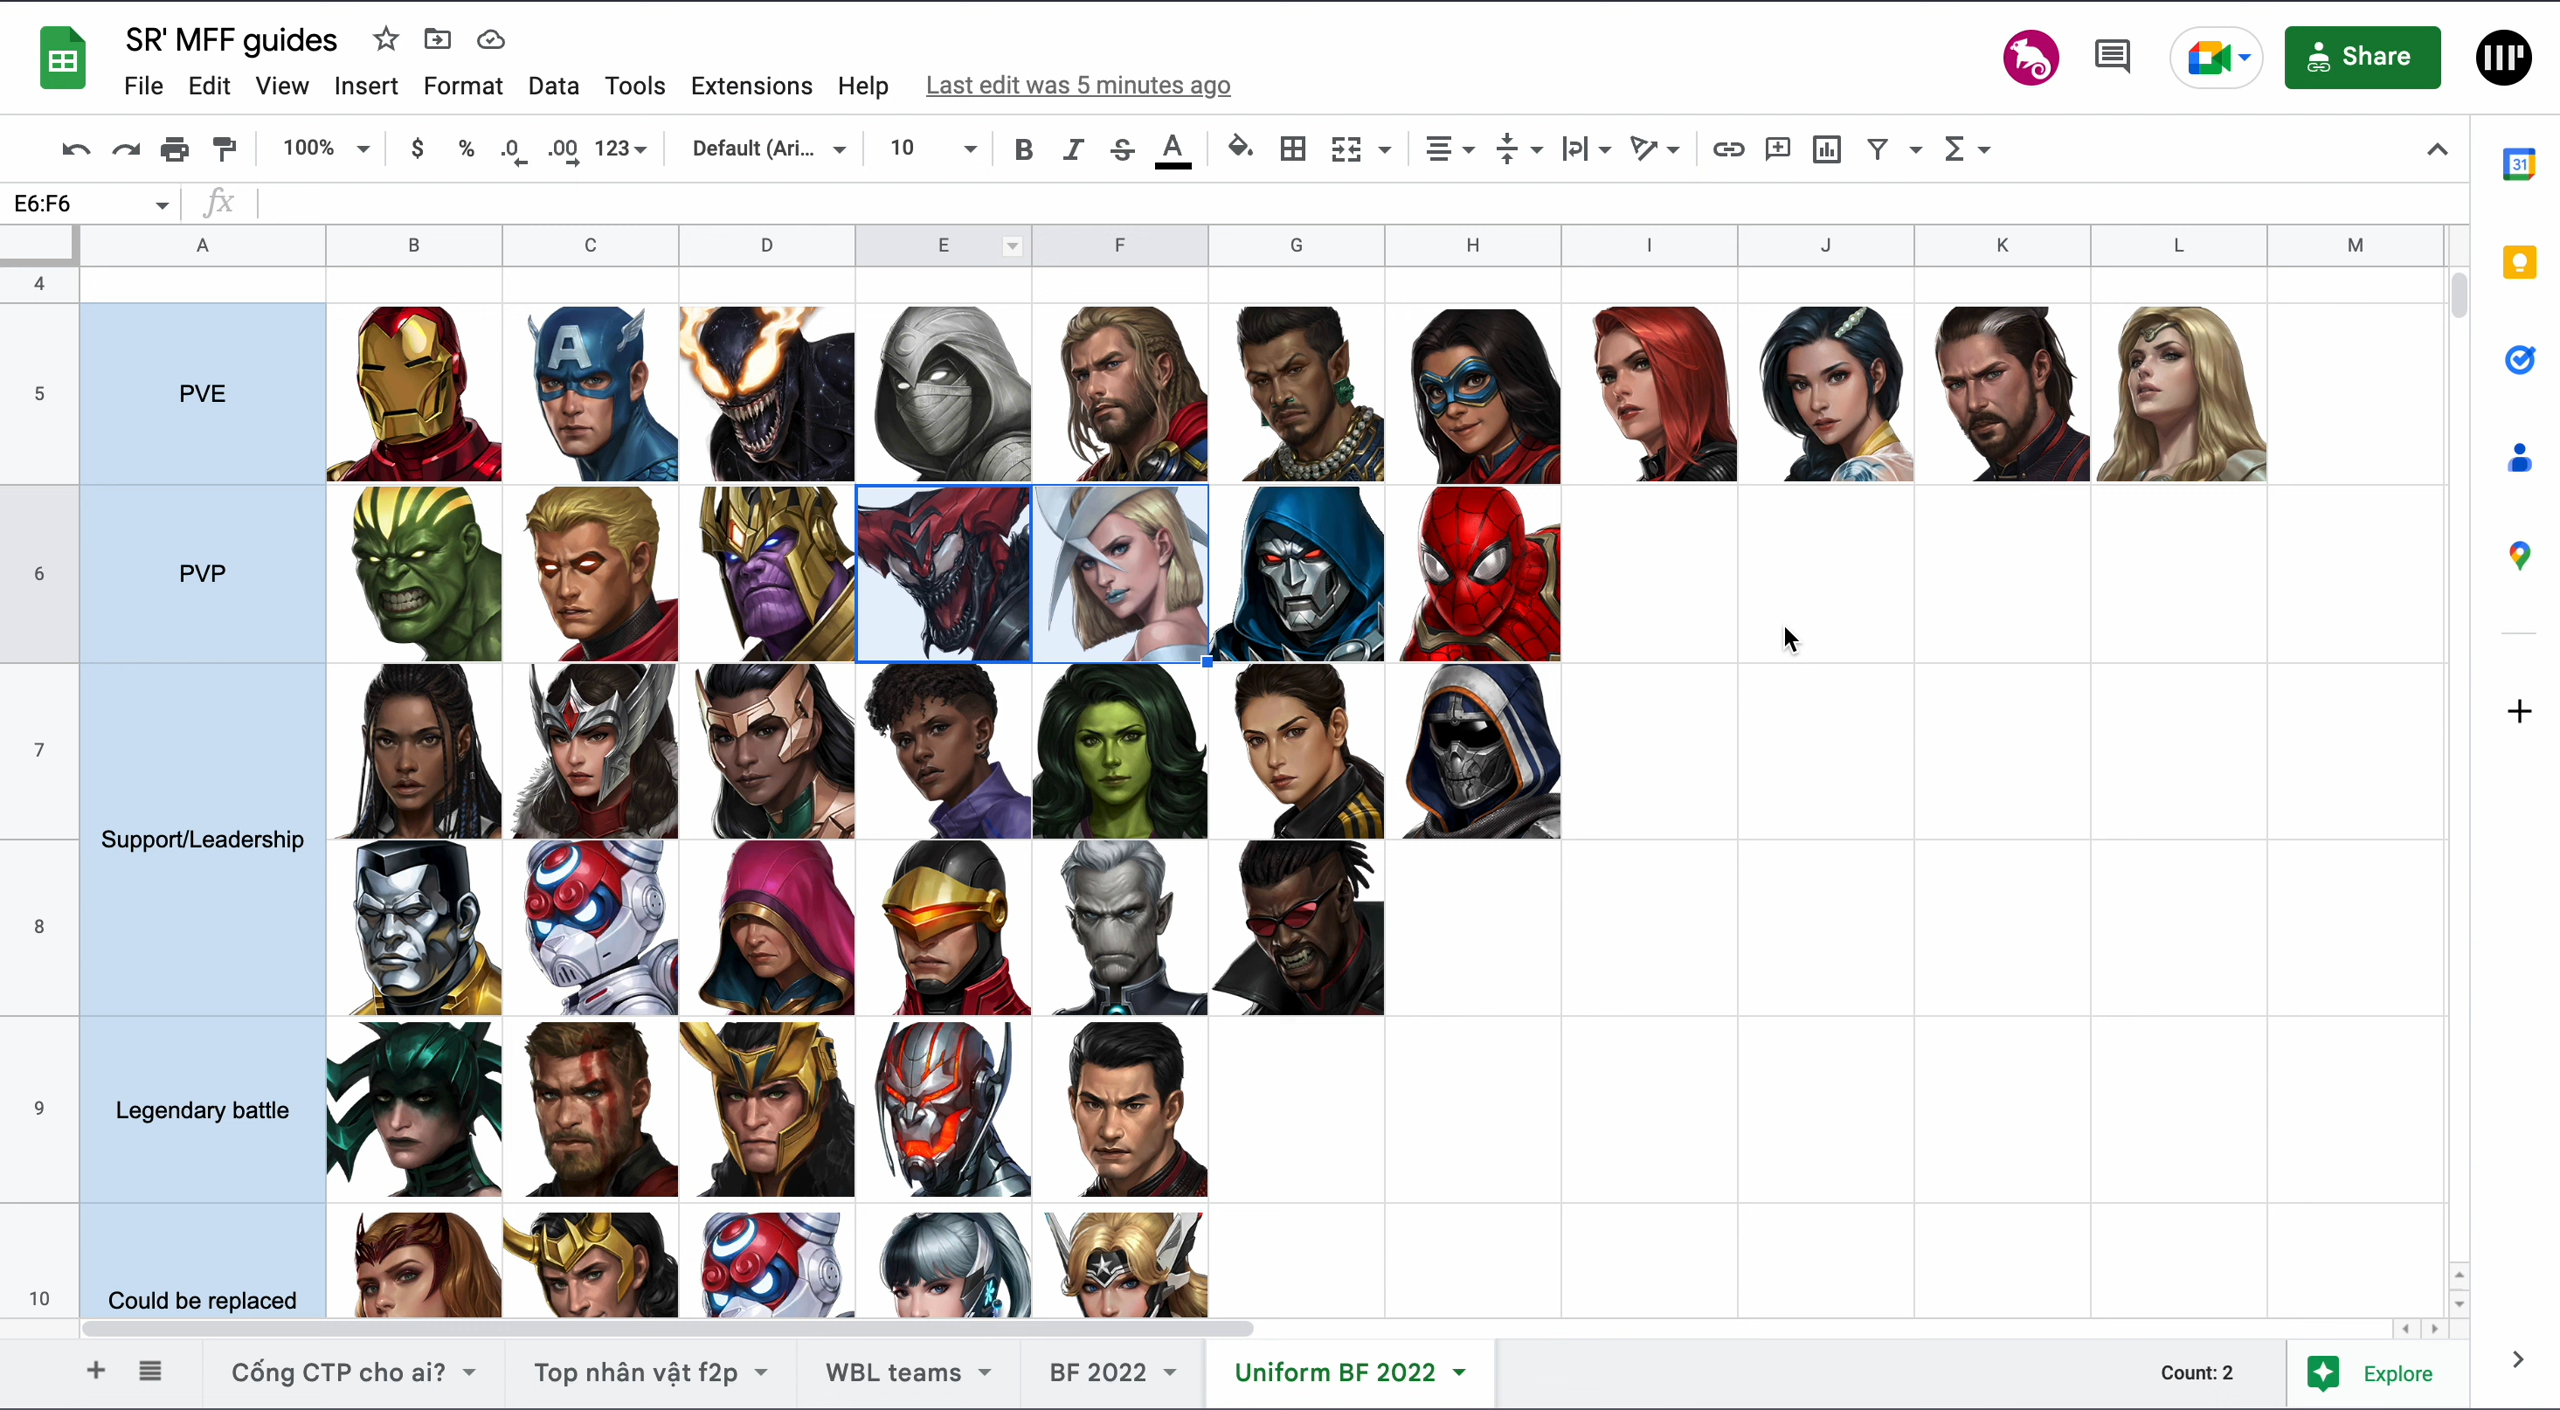 SR' MFF guides
File Edit View Insert Format Data Tools Extensions Help Last edit was 5 minutes ago
Share
100% $ % .0 .00 123 Default (Ari... 10 B I S A
31
E6:F6 fx
A B C D E F G H I J K L M
4
5 PVE
6 PVP
7
Support/Leadership
8
9 Legendary battle
10 Could be replaced
Cống CTP cho ai? Top nhân vật f2p WBL teams BF 2022 Uniform BF 2022 Count: 2 Explore